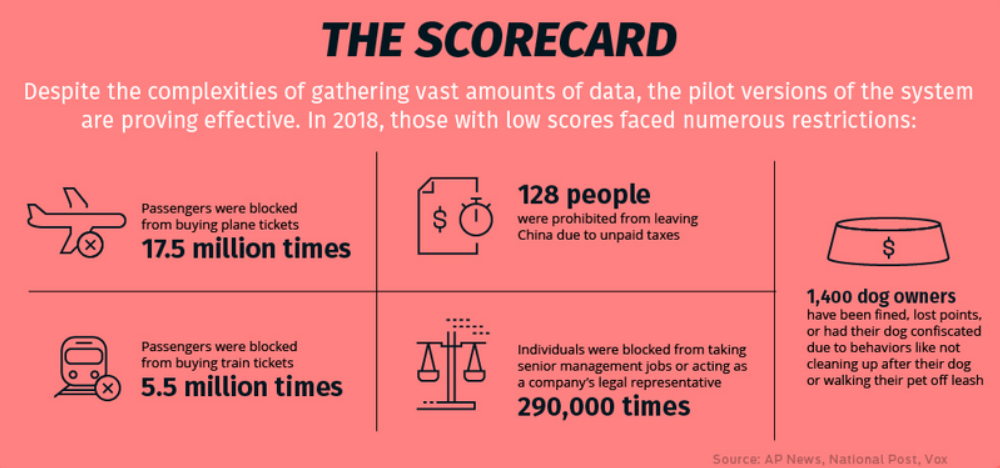 THE SCORECARD
Despite the complexities of gathering vast amounts of data, the pilot versions of the system
are proving effective. In 2018, those with low scores faced numerous restrictions:
Passengers were blocked
from buying plane tickets
17.5 million times
$
128 people
were prohibited from leaving
China due to unpaid taxes
Passengers were blocked
from buying train tickets
5.5 million times
Individuals were blocked from taking
senior management jobs or acting as
a company's legal representative
290,000 times
$
1,400 dog owners
have been fined, lost points,
or had their dog confiscated
due to behaviors like not
cleaning up after their dog
or walking their pet off leash
Source: AP News, National Post, Vox